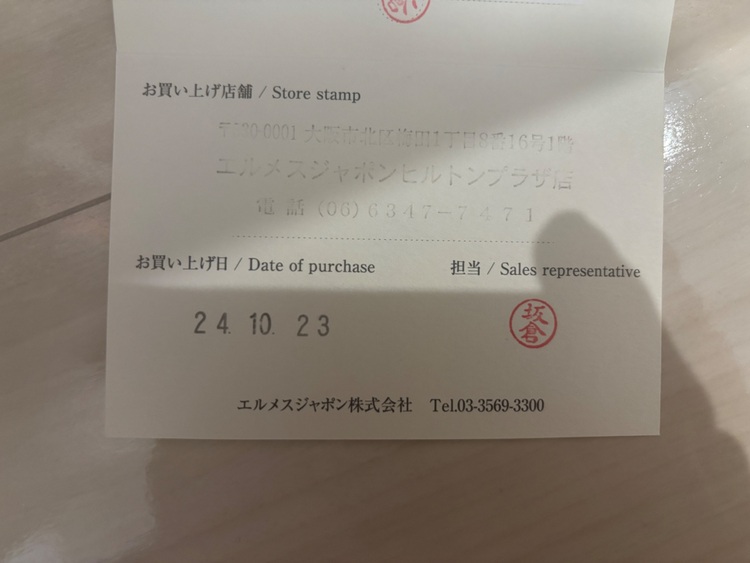 お買い上げ店舗 / Store stamp
〒530-0001 大阪市北区梅田1丁目8番16号1階
エルメスジャポンヒルトンプラザ店
電話 (06) 6347-7471
お買い上げ日 / Date of purchase
担当 / Sales representative
24. 10. 23
坂倉
エルメスジャポン株式会社 Tel.03-3569-3300